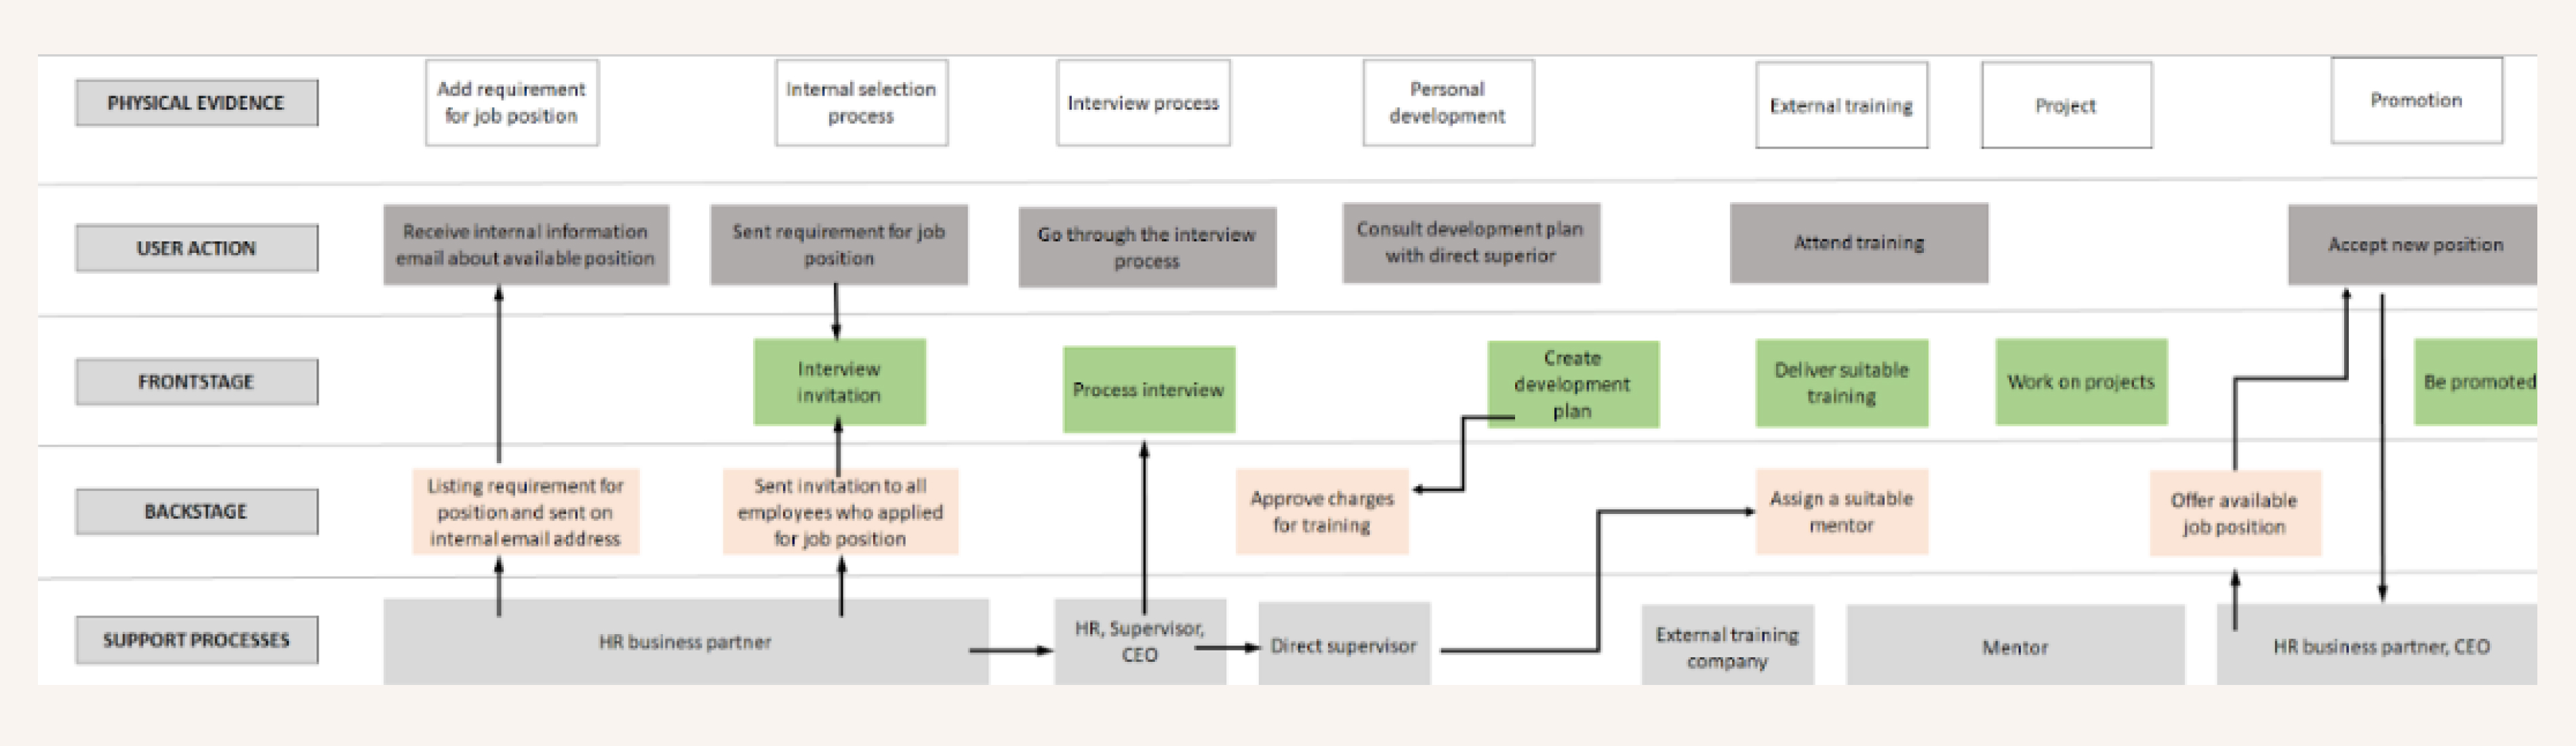 PHYSICAL EVIDENCE
Add requirement
for job position
Internal selection
process
Interview process
Personal
development
External training
Project
Promotion
USER ACTION
Receive internal information
email about available position
Sent requirement for job
position
Go through the interview
process
Consult development plan
with direct superior
Attend training
Accept new position
FRONTSTAGE
Interview
invitation
Process interview
Create
development
plan
Deliver suitable
training
Work on projects
Be promoted
BACKSTAGE
Listing requirement for
position and sent on
internal email address
Sent invitation to all
employees who applied
for job position
Approve charges
for training
Assign a suitable
mentor
Offer available
job position
SUPPORT PROCESSES
HR business partner
HR, Supervisor,
CEO
Direct supervisor
External training
company
Mentor
HR business partner, CEO